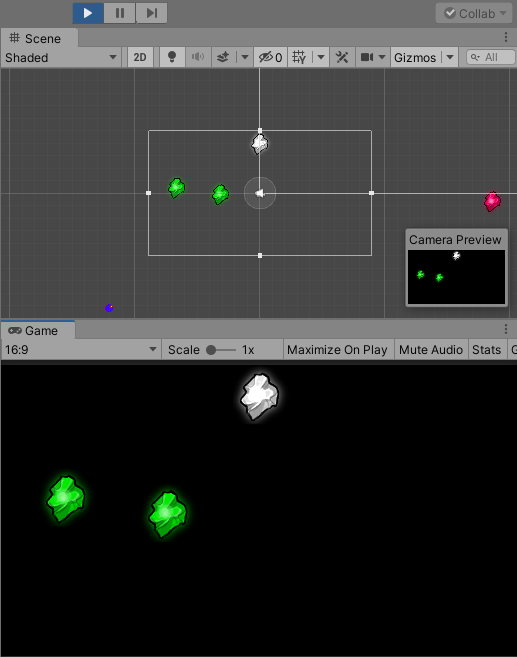 Collab
Scene
Shaded 2D 0 Gizmos All
Camera Preview
Game
16:9 Scale 1x Maximize On Play Mute Audio Stats G